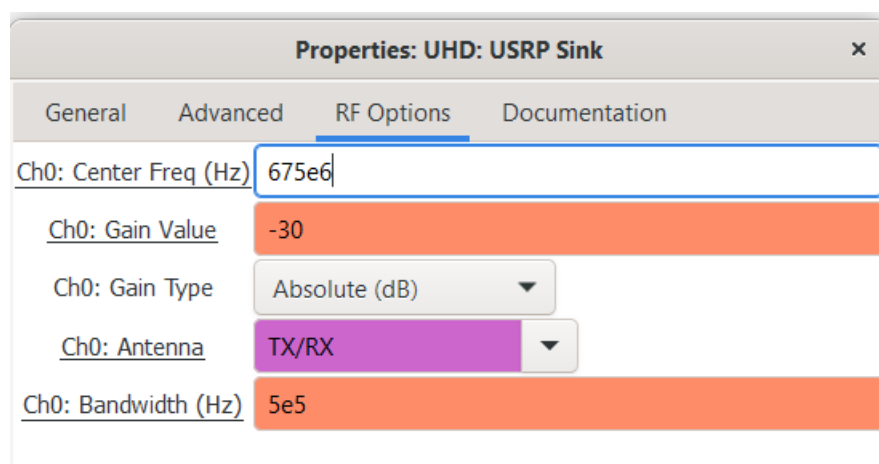 Properties: UHD: USRP Sink ×
General Advanced RF Options Documentation
Ch0: Center Freq (Hz) 675e6
Ch0: Gain Value -30
Ch0: Gain Type Absolute (dB)
Ch0: Antenna TX/RX
Ch0: Bandwidth (Hz) 5e5